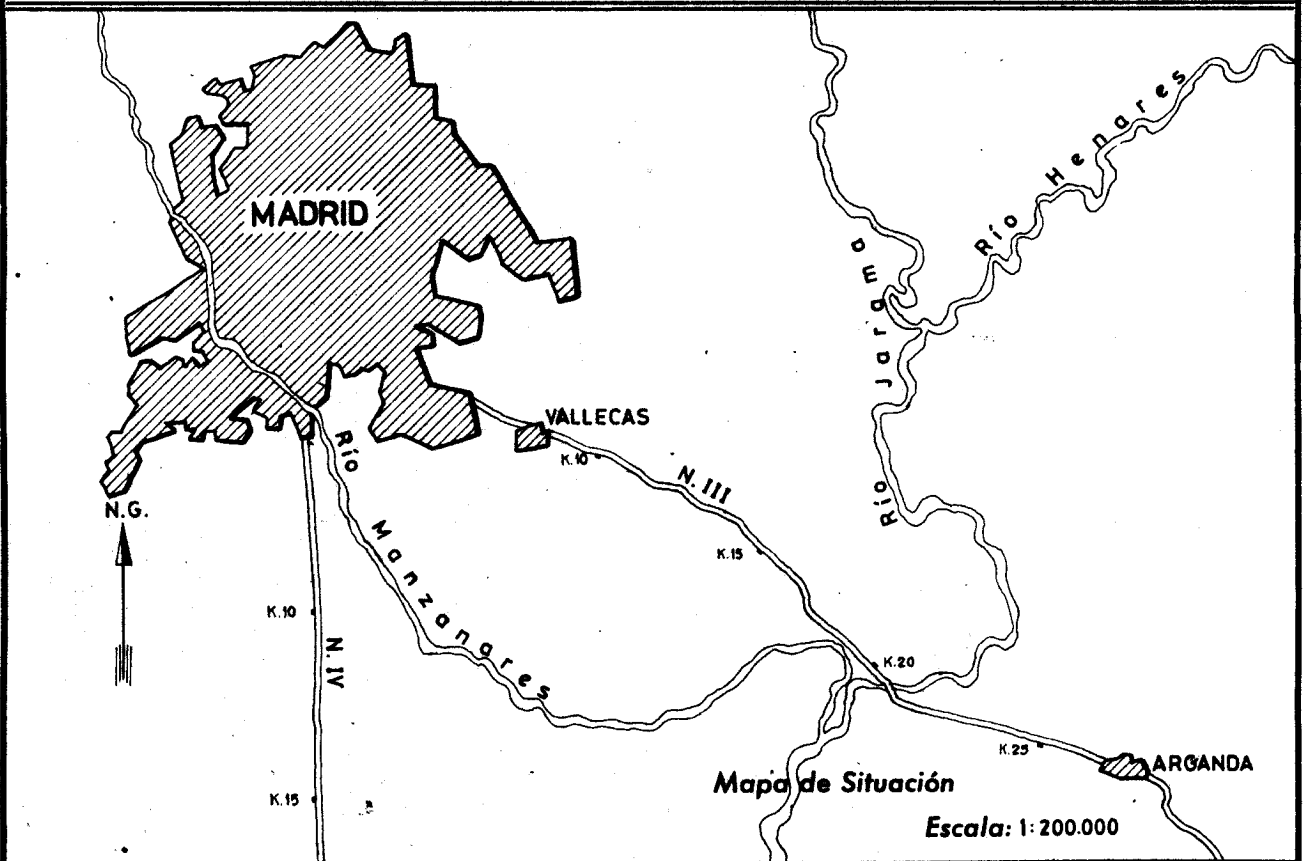 MADRID
Río Henares
Río Jarama
VALLECAS
K.10
N.III
Río Manzanares
N.G.
K.15
K.10
N.IV
K.20
K.25
ARGANDA
Mapa de Situación
K.15
Escala: 1:200.000